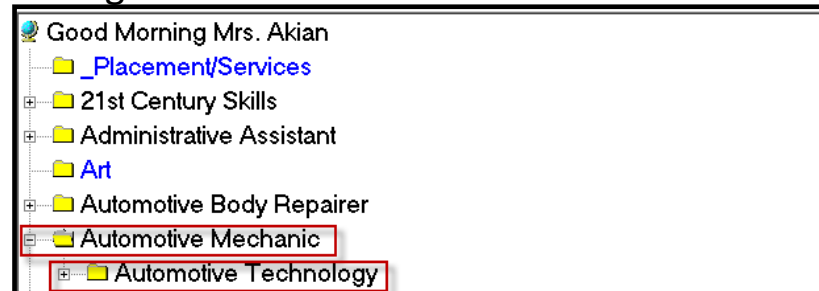 Good Morning Mrs. Akian
_Placement/Services
21st Century Skills
Administrative Assistant
Art
Automotive Body Repairer
Automotive Mechanic
Automotive Technology